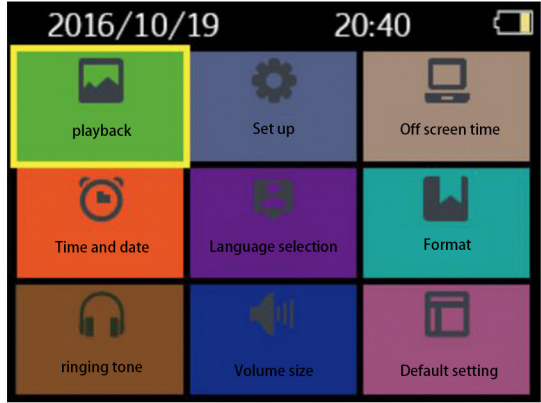 2016/10/19 20:40
playback Set up Off screen time
Time and date Language selection Format
ringing tone Volume size Default setting